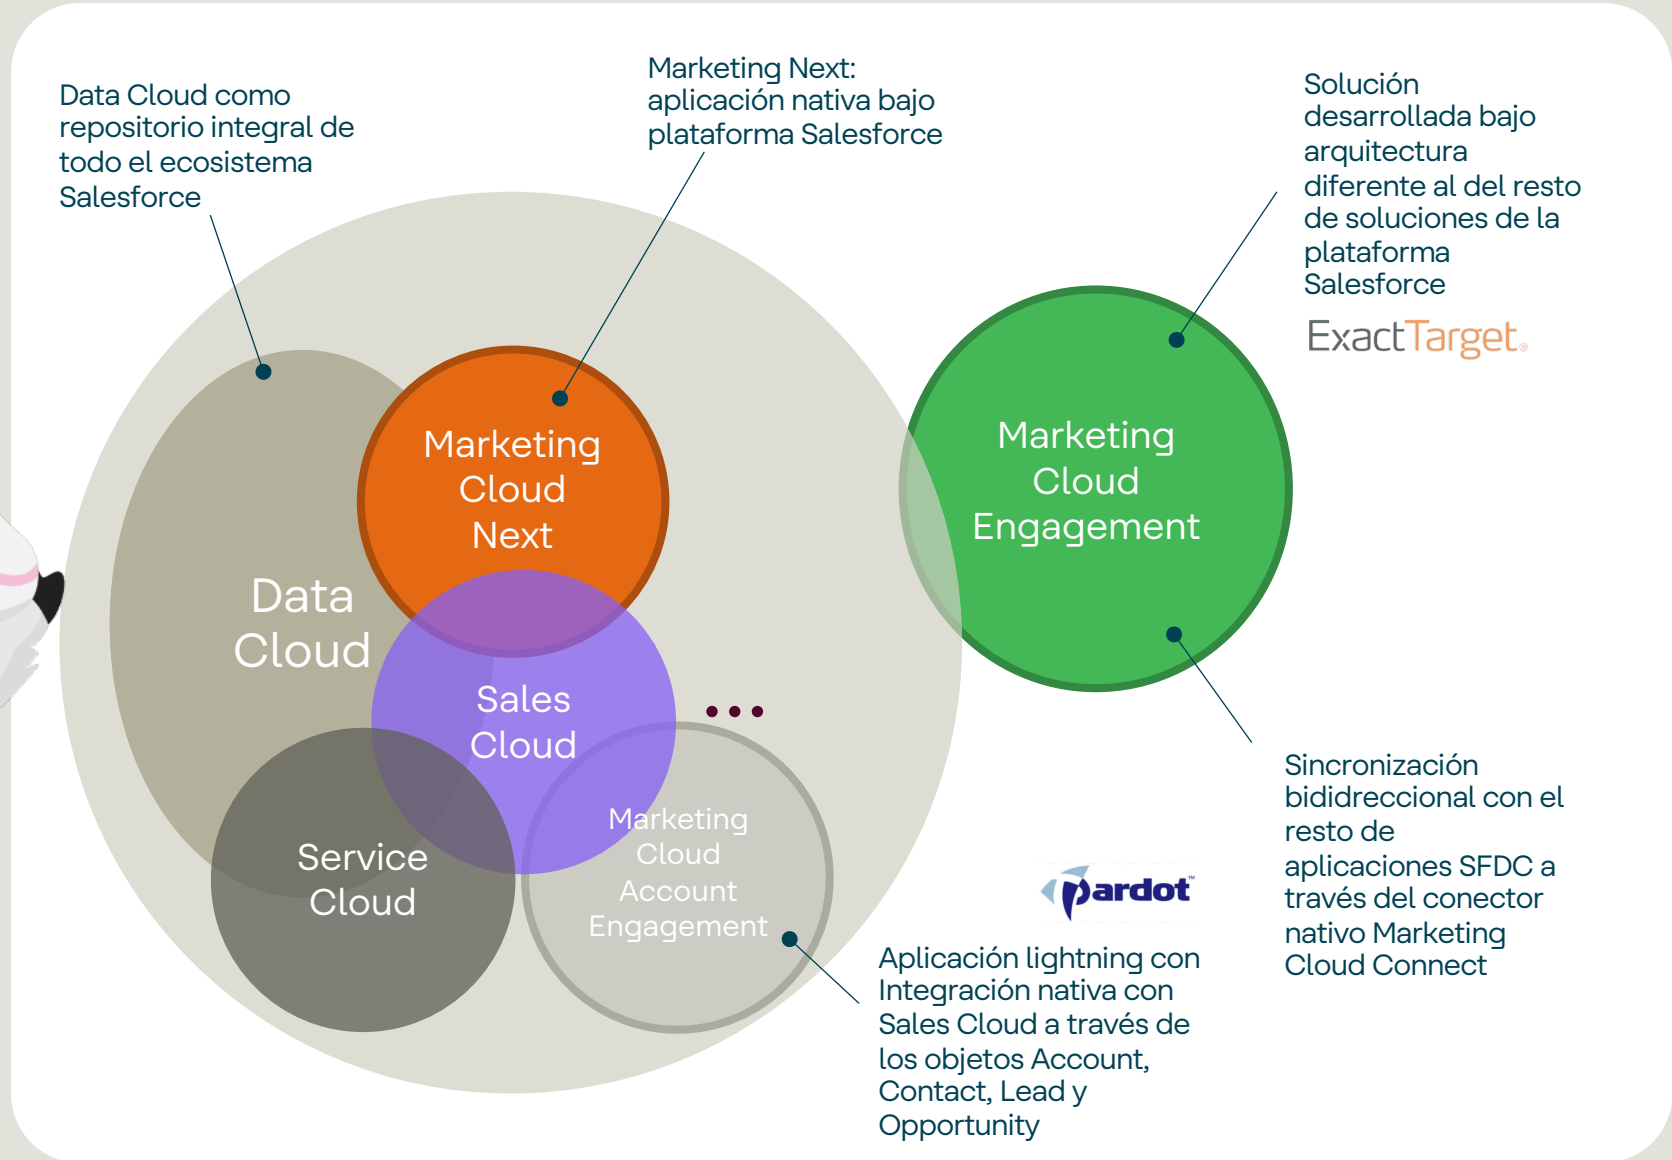 Data Cloud como
repositorio integral de
todo el ecosistema
Salesforce
Marketing Next:
aplicación nativa bajo
plataforma Salesforce
Solución
desarrollada bajo
arquitectura
diferente al del resto
de soluciones de la
plataforma
Salesforce
ExactTarget®
Marketing
Cloud
Next
Marketing
Cloud
Engagement
Data
Cloud
Sales
Cloud
Service
Cloud
Marketing
Cloud
Account
Engagement
pardot™
Aplicación lightning con
Integración nativa con
Sales Cloud a través de
los objetos Account,
Contact, Lead y
Opportunity
Sincronización
bididreccional con el
resto de
aplicaciones SFDC a
través del conector
nativo Marketing
Cloud Connect